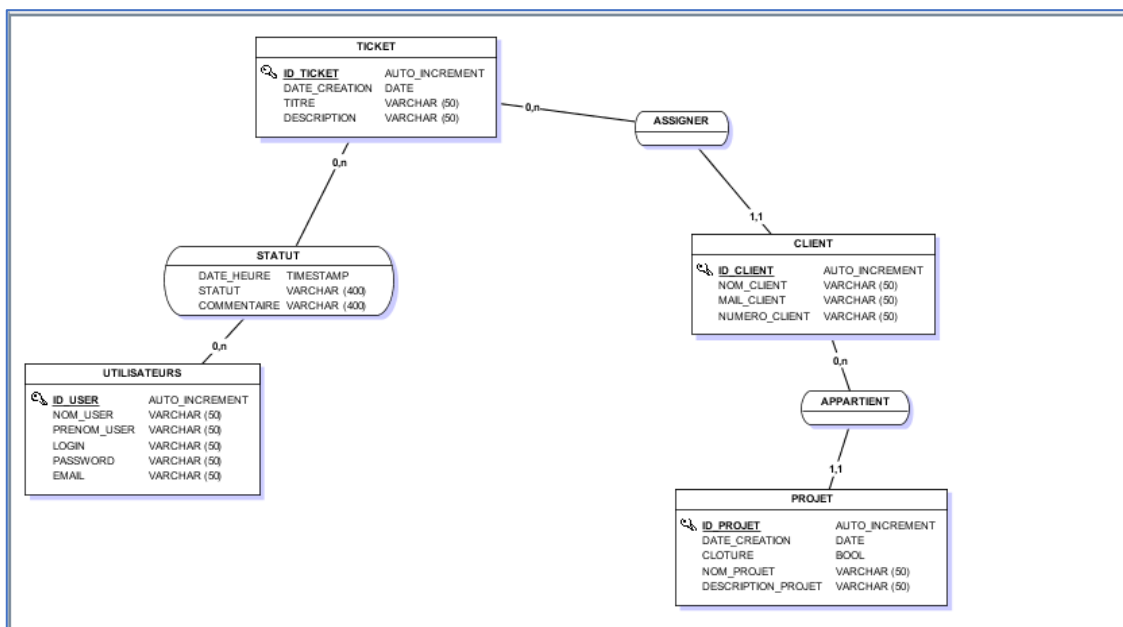 TICKET
ID_TICKET AUTO_INCREMENT
DATE_CREATION DATE
TITRE VARCHAR (50)
DESCRIPTION VARCHAR (50)
0,n
ASSIGNER
0,n
1,1
STATUT
DATE_HEURE TIMESTAMP
STATUT VARCHAR (400)
COMMENTAIRE VARCHAR (400)
CLIENT
ID_CLIENT AUTO_INCREMENT
NOM_CLIENT VARCHAR (50)
MAIL_CLIENT VARCHAR (50)
NUMERO_CLIENT VARCHAR (50)
0,n
0,n
UTILISATEURS
ID_USER AUTO_INCREMENT
NOM_USER VARCHAR (50)
PRENOM_USER VARCHAR (50)
LOGIN VARCHAR (50)
PASSWORD VARCHAR (50)
EMAIL VARCHAR (50)
APPARTIENT
1,1
PROJET
ID_PROJET AUTO_INCREMENT
DATE_CREATION DATE
CLOTURE BOOL
NOM_PROJET VARCHAR (50)
DESCRIPTION_PROJET VARCHAR (50)